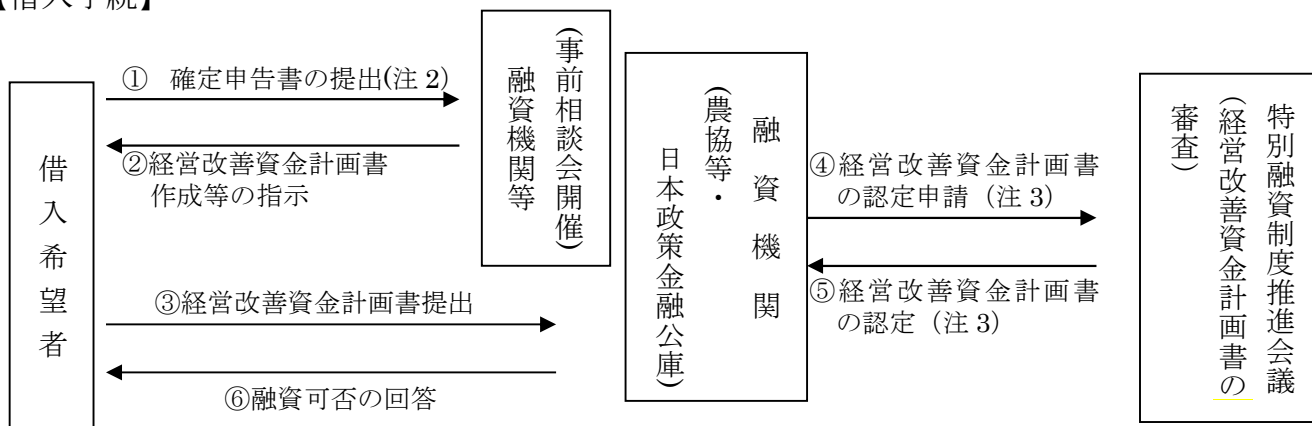 【借入手続】
借入希望者
① 確定申告書の提出(注2)
②経営改善資金計画書
作成等の指示
③経営改善資金計画書提出
⑥融資可否の回答
(事前相談会開催)
融資機関等
融資機関
(農協等・
日本政策金融公庫)
④経営改善資金計画書
の認定申請（注3）
⑤経営改善資金計画書
の認定（注3）
特別融資制度推進会議
(経営改善資金計画書の
審査)